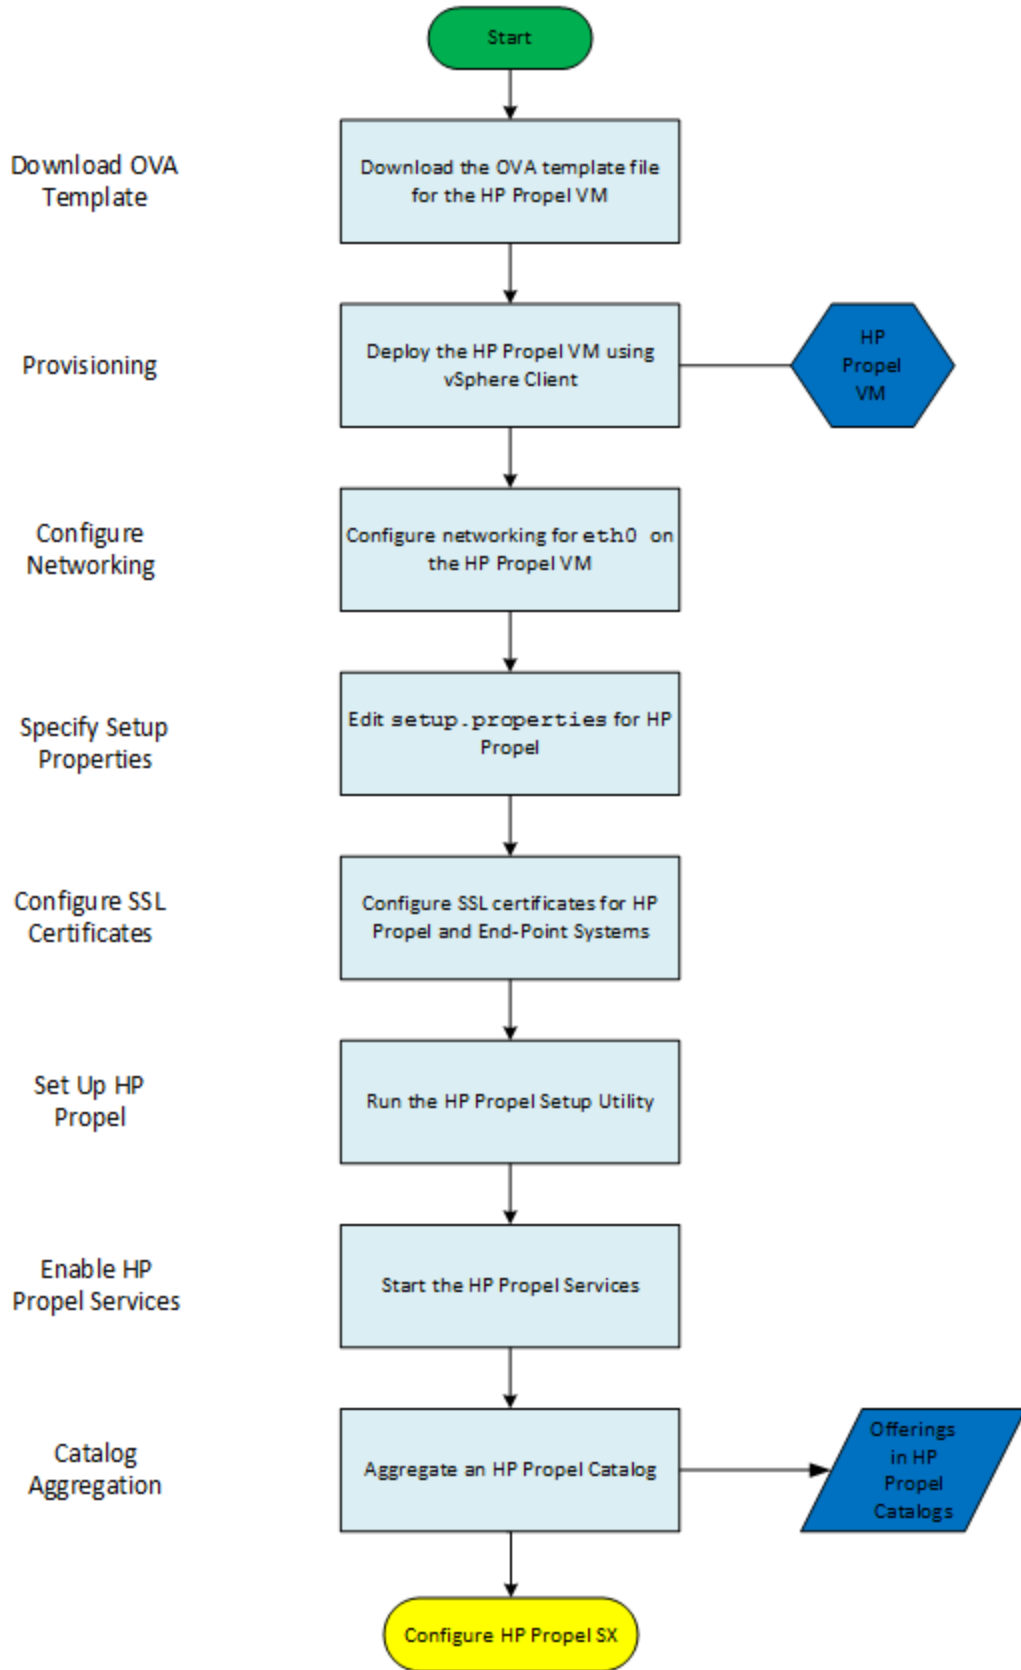 Start
Download OVA
Template
Download the OVA template file
for the HP Propel VM
Provisioning
Deploy the HP Propel VM using
vSphere Client
HP
Propel
VM
Configure
Networking
Configure networking for eth0 on
the HP Propel VM
Specify Setup
Properties
Edit setup.properties for HP
Propel
Configure SSL
Certificates
Configure SSL certificates for HP
Propel and End-Point Systems
Set Up HP
Propel
Run the HP Propel Setup Utility
Enable HP
Propel Services
Start the HP Propel Services
Catalog
Aggregation
Aggregate an HP Propel Catalog
Offerings
in HP
Propel
Catalogs
Configure HP Propel SX